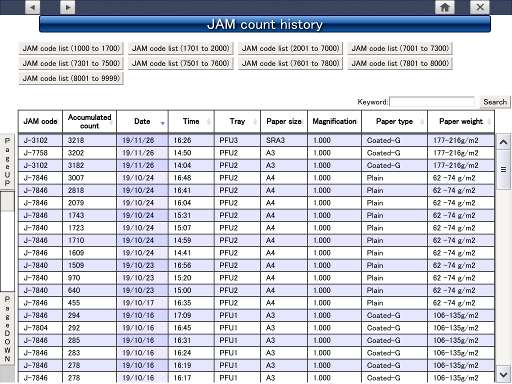 JAM count history
JAM code list (1000 to 1700) JAM code list (1701 to 2000) JAM code list (2001 to 7000) JAM code list (7001 to 7300)
JAM code list (7301 to 7500) JAM code list (7501 to 7600) JAM code list (7601 to 7800) JAM code list (7801 to 8000)
JAM code list (8001 to 9999)
Keyword: Search
JAM code Accumulated count Date Time Tray Paper size Magnification Paper type Paper weight
J-3102 3218 19/11/26 16:26 PFU3 SRA3 1.000 Coated-G 177-216g/m2
J-7758 3202 19/11/26 14:50 PFU2 A3 1.000 Coated-G 177-216g/m2
J-3102 3182 19/11/26 14:04 PFU2 A3 1.000 Coated-G 177-216g/m2
J-7846 3007 19/10/24 16:48 PFU2 A4 1.000 Plain 62 -74 g/m2
J-7846 2818 19/10/24 16:41 PFU2 A4 1.000 Plain 62 -74 g/m2
J-7846 2079 19/10/24 16:04 PFU2 A4 1.000 Plain 62 -74 g/m2
J-7846 1743 19/10/24 15:31 PFU2 A4 1.000 Plain 62 -74 g/m2
J-7840 1723 19/10/24 15:07 PFU2 A4 1.000 Plain 62 -74 g/m2
J-7846 1710 19/10/24 14:59 PFU2 A4 1.000 Plain 62 -74 g/m2
J-7846 1609 19/10/24 14:41 PFU2 A4 1.000 Plain 62 -74 g/m2
J-7840 1509 19/10/23 16:56 PFU2 A4 1.000 Plain 62 -74 g/m2
J-7840 970 19/10/23 15:20 PFU2 A4 1.000 Plain 62 -74 g/m2
J-7840 640 19/10/23 15:00 PFU2 A4 1.000 Plain 62 -74 g/m2
J-7846 455 19/10/17 16:35 PFU2 A4 1.000 Plain 62 -74 g/m2
J-7846 294 19/10/16 17:09 PFU1 A3 1.000 Coated-G 106-135g/m2
J-7804 292 19/10/16 16:45 PFU1 A3 1.000 Coated-G 106-135g/m2
J-7846 285 19/10/16 16:31 PFU1 A3 1.000 Coated-G 106-135g/m2
J-7846 283 19/10/16 16:24 PFU1 A3 1.000 Coated-G 106-135g/m2
J-7846 278 19/10/16 16:19 PFU1 A3 1.000 Coated-G 106-135g/m2
J-7846 278 19/10/16 16:17 PFU1 A3 1.000 Coated-G 106-135g/m2
PageUP
PageDOWN